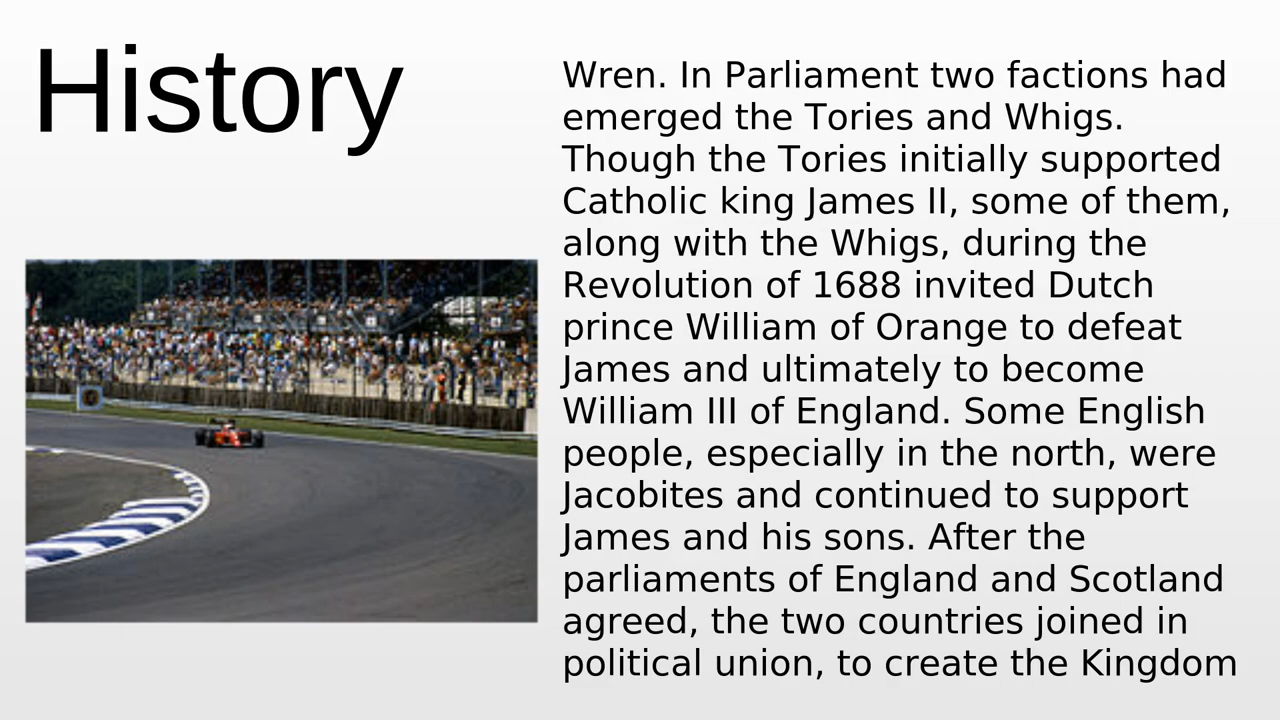 History
Wren. In Parliament two factions had
emerged the Tories and Whigs.
Though the Tories initially supported
Catholic king James II, some of them,
along with the Whigs, during the
Revolution of 1688 invited Dutch
prince William of Orange to defeat
James and ultimately to become
William III of England. Some English
people, especially in the north, were
Jacobites and continued to support
James and his sons. After the
parliaments of England and Scotland
agreed, the two countries joined in
political union, to create the Kingdom